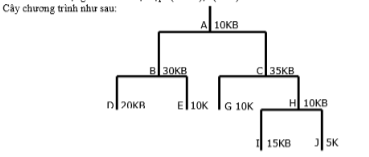 Cây chương trình như sau:
A 10KB
B 30KB C 35KB
D 20KB E 10K G 10K H 10KB
I 15KB J 5K